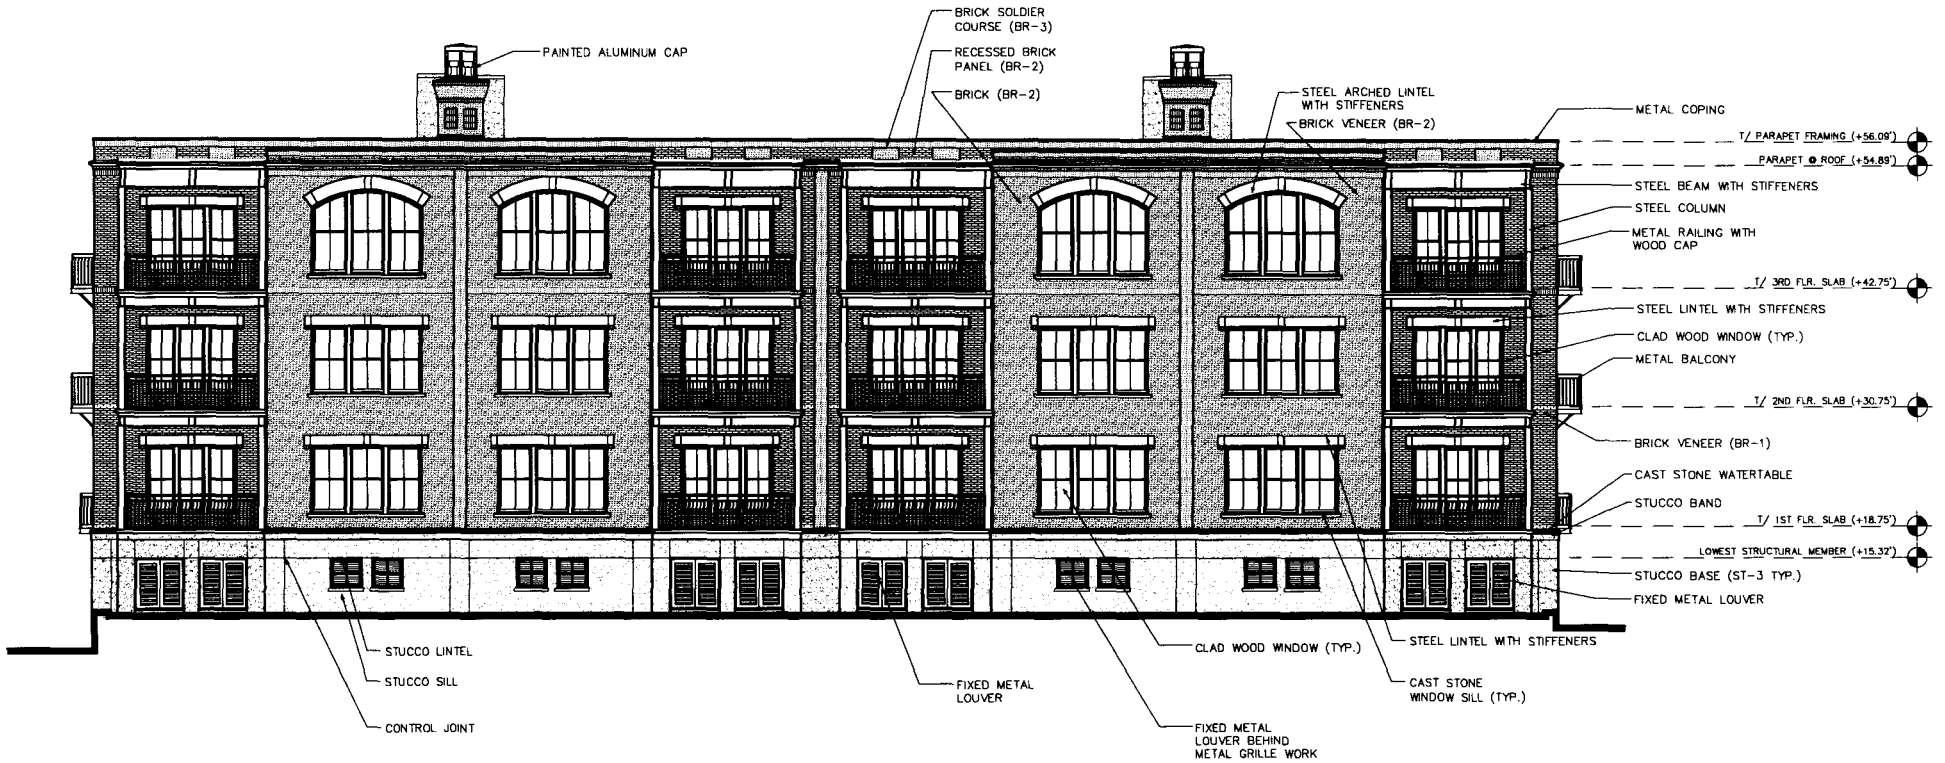 BRICK SOLDIER
COURSE (BR-3)
PAINTED ALUMINUM CAP
RECESSED BRICK
PANEL (BR-2)
BRICK (BR-2)
STEEL ARCHED LINTEL
WITH STIFFENERS
BRICK VENEER (BR-2)
METAL COPING
T/ PARAPET FRAMING (+56.09')
PARAPET @ ROOF (+54.89')
STEEL BEAM WITH STIFFENERS
STEEL COLUMN
METAL RAILING WITH
WOOD CAP
T/ 3RD FLR. SLAB (+42.75')
STEEL LINTEL WITH STIFFENERS
CLAD WOOD WINDOW (TYP.)
METAL BALCONY
T/ 2ND FLR. SLAB (+30.75')
BRICK VENEER (BR-1)
CAST STONE WATERTABLE
STUCCO BAND
T/ 1ST FLR. SLAB (+18.75')
LOWEST STRUCTURAL MEMBER (+15.32')
STUCCO BASE (ST-3 TYP.)
FIXED METAL LOUVER
STUCCO LINTEL
STUCCO SILL
CONTROL JOINT
FIXED METAL
LOUVER
CLAD WOOD WINDOW (TYP.)
FIXED METAL
LOUVER BEHIND
METAL GRILLE WORK
STEEL LINTEL WITH STIFFENERS
CAST STONE
WINDOW SILL (TYP.)